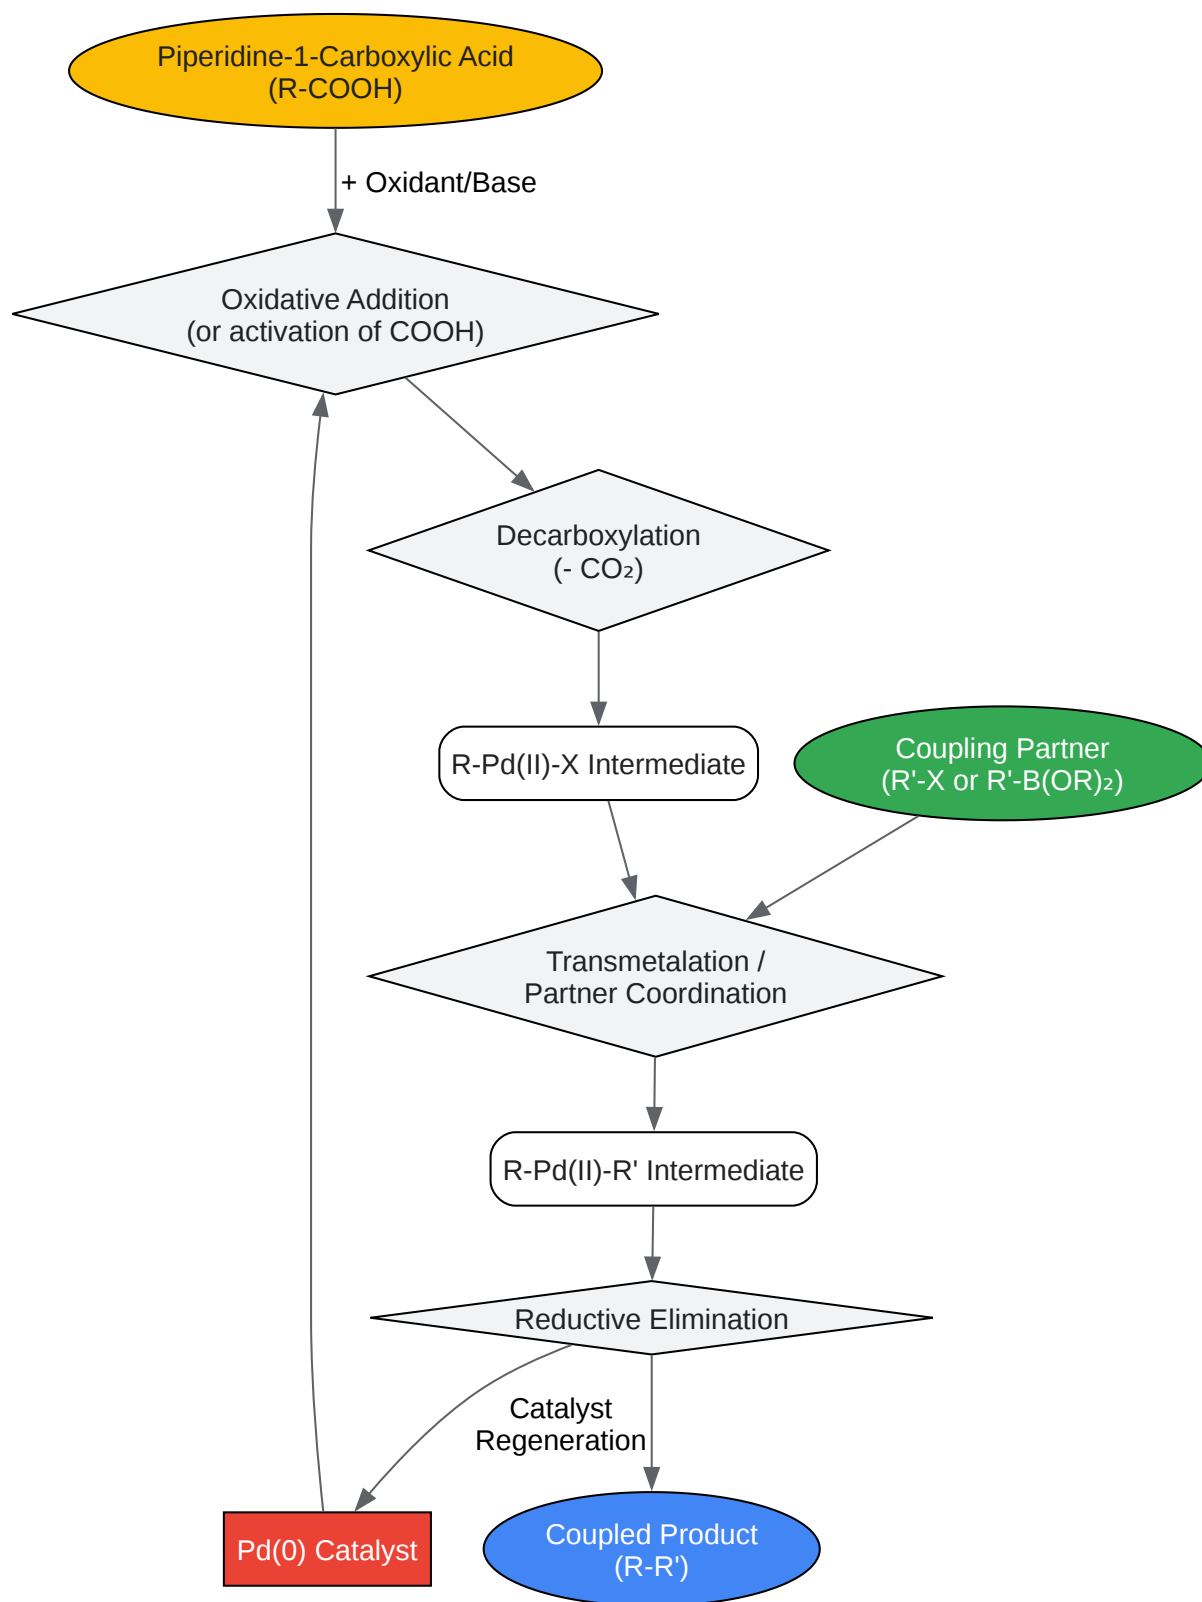 Piperidine-1-Carboxylic Acid
(R-COOH)
+ Oxidant/Base
Oxidative Addition
(or activation of COOH)
Decarboxylation
(- CO₂)
R-Pd(II)-X Intermediate
Coupling Partner
(R'-X or R'-B(OR)₂)
Transmetalation /
Partner Coordination
R-Pd(II)-R' Intermediate
Reductive Elimination
Catalyst
Regeneration
Pd(0) Catalyst
Coupled Product
(R-R')